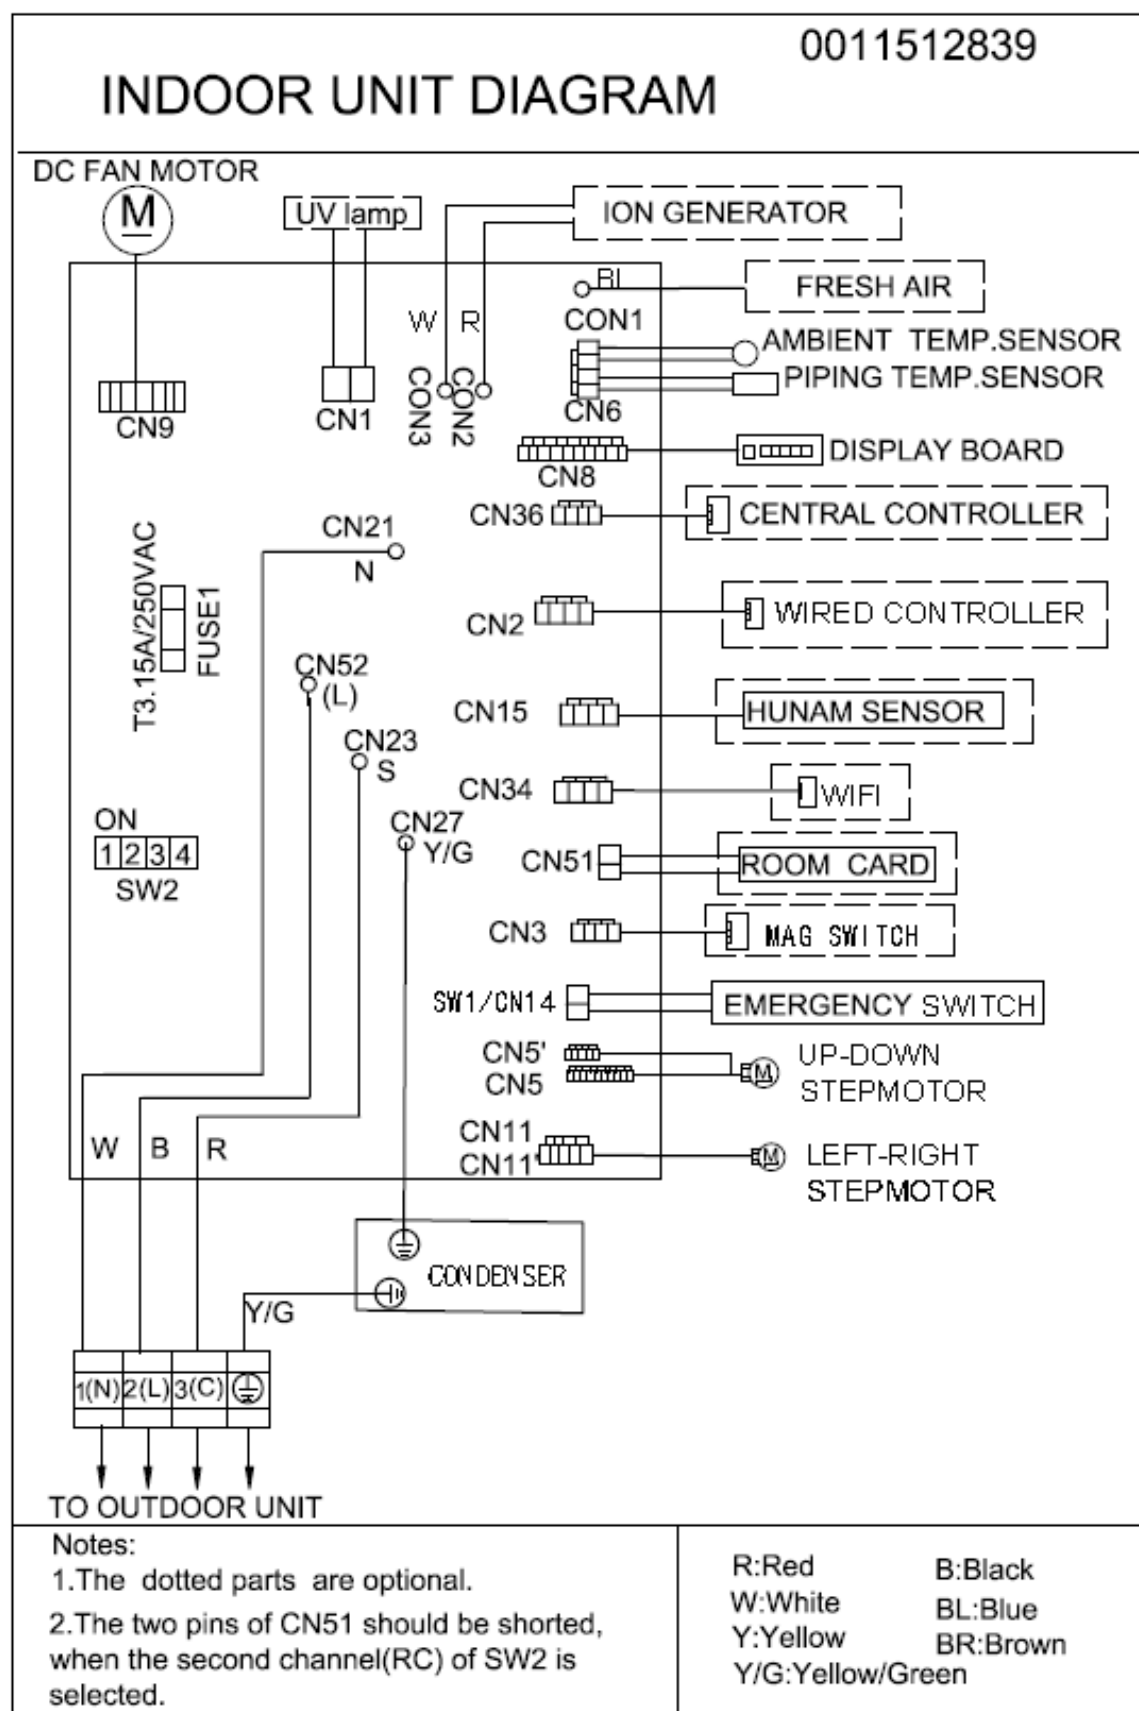 0011512839
INDOOR UNIT DIAGRAM
DC FAN MOTOR
M
UV lamp
ION GENERATOR
BL
FRESH AIR
W R
CON1
AMBIENT TEMP.SENSOR
PIPING TEMP.SENSOR
CN9
CN1
CON3
CON2
CN6
DISPLAY BOARD
CN8
CN36
CENTRAL CONTROLLER
CN21
N
T3.15A/250VAC
FUSE1
CN2
WIRED CONTROLLER
CN52
(L)
CN15
HUNAM SENSOR
CN23
S
CN34
WIFI
ON
1 2 3 4
SW2
CN27
Y/G
CN51
ROOM CARD
CN3
MAG SWITCH
SW1/CN14
EMERGENCY SWITCH
CN5'
CN5
M
UP-DOWN
STEPMOTOR
W B R
CN11
CN11'
M
LEFT-RIGHT
STEPMOTOR
CONDENSER
Y/G
1(N) 2(L) 3(C)
TO OUTDOOR UNIT
Notes:
1.The dotted parts are optional.
2.The two pins of CN51 should be shorted,
when the second channel(RC) of SW2 is
selected.
R:Red B:Black
W:White BL:Blue
Y:Yellow BR:Brown
Y/G:Yellow/Green